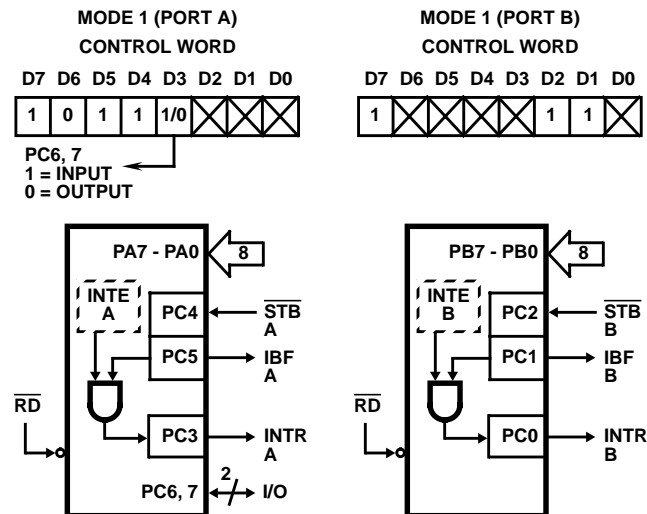 MODE 1 (PORT A)
CONTROL WORD
D7 D6 D5 D4 D3 D2 D1 D0
1 0 1 1 1/0
PC6, 7
1 = INPUT
0 = OUTPUT
PA7 - PA0
8
INTE
A
PC4
STB
A
PC5
IBF
A
RD
PC3
INTR
A
PC6, 7
2
I/O
MODE 1 (PORT B)
CONTROL WORD
D7 D6 D5 D4 D3 D2 D1 D0
1 1 1
PB7 - PB0
8
INTE
B
PC2
STB
B
PC1
IBF
B
RD
PC0
INTR
B